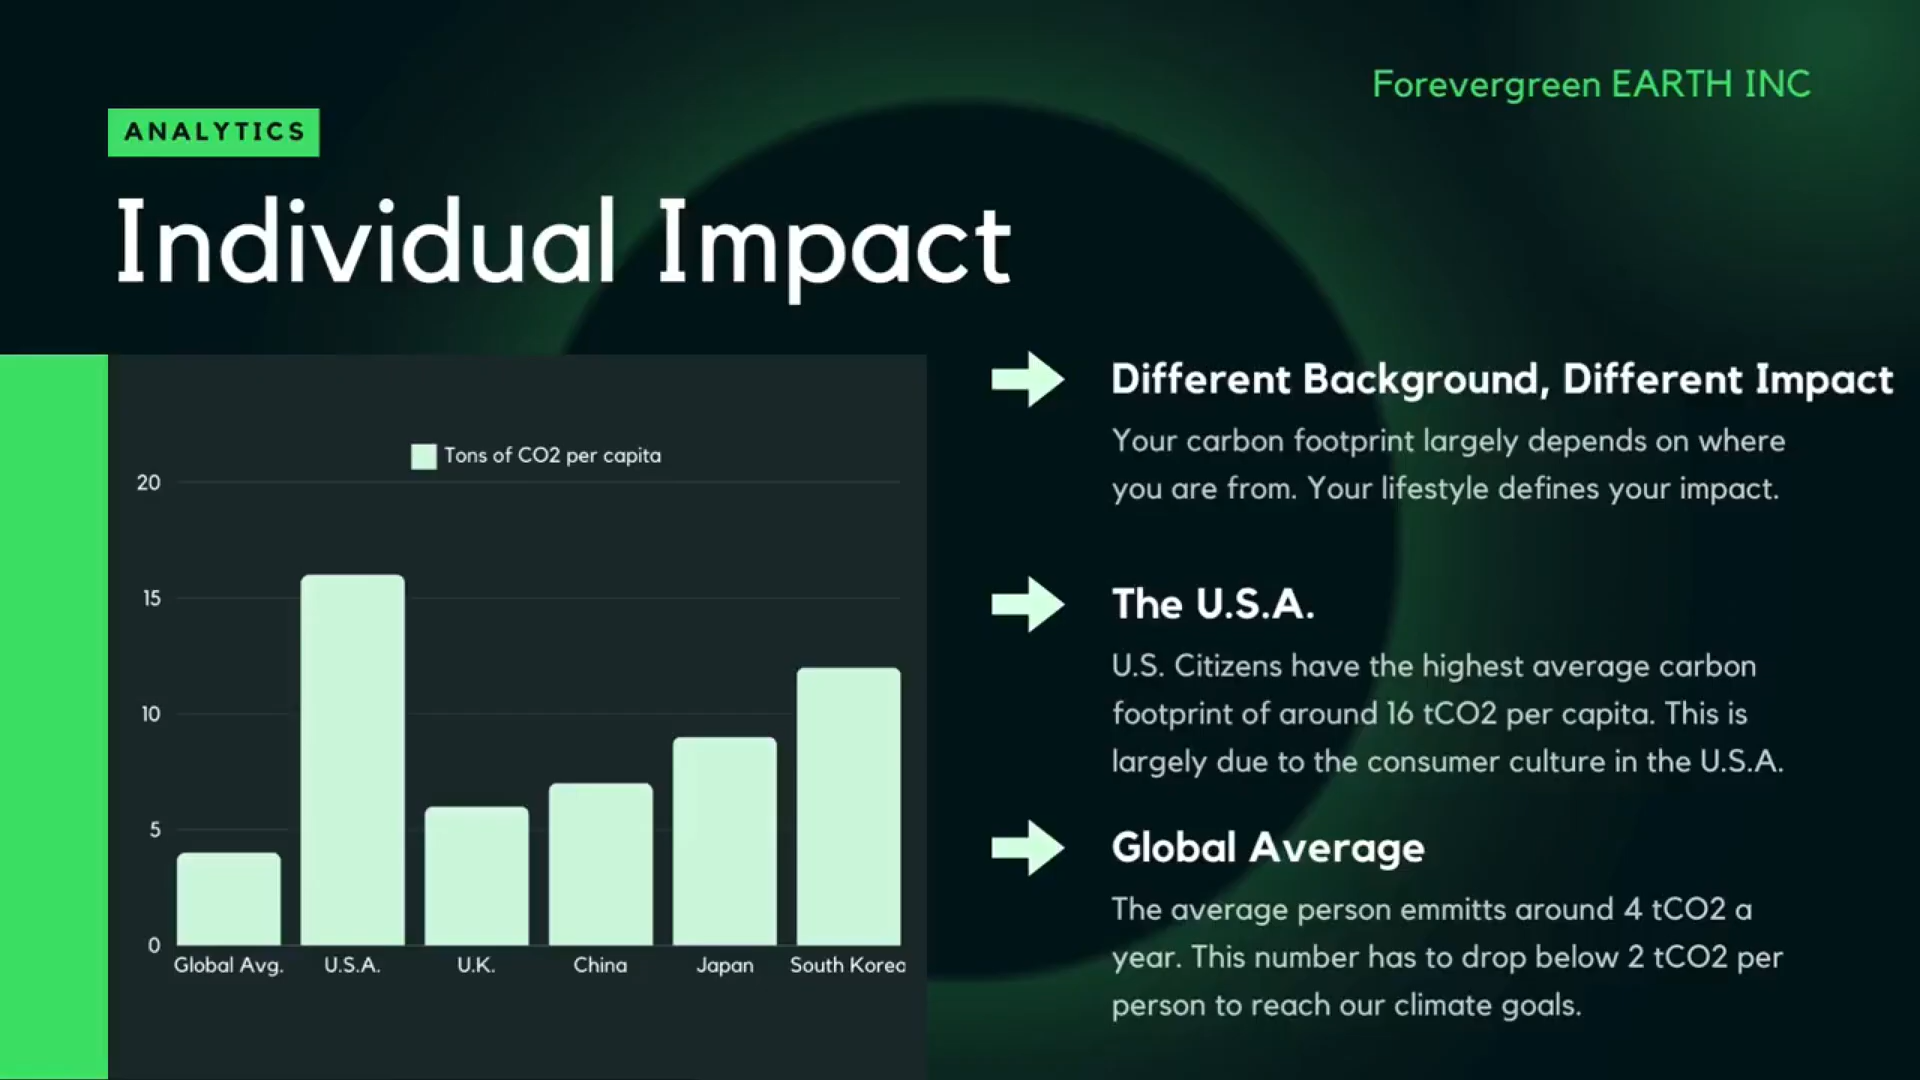 Forevergreen EARTH INC
ANALYTICS
Individual Impact
Tons of CO2 per capita
20
15
10
5
0
Global Avg.
U.S.A.
U.K.
China
Japan
South Korea
Different Background, Different Impact
Your carbon footprint largely depends on where
you are from. Your lifestyle defines your impact.
The U.S.A.
U.S. Citizens have the highest average carbon
footprint of around 16 tCO2 per capita. This is
largely due to the consumer culture in the U.S.A.
Global Average
The average person emmitts around 4 tCO2 a
year. This number has to drop below 2 tCO2 per
person to reach our climate goals.